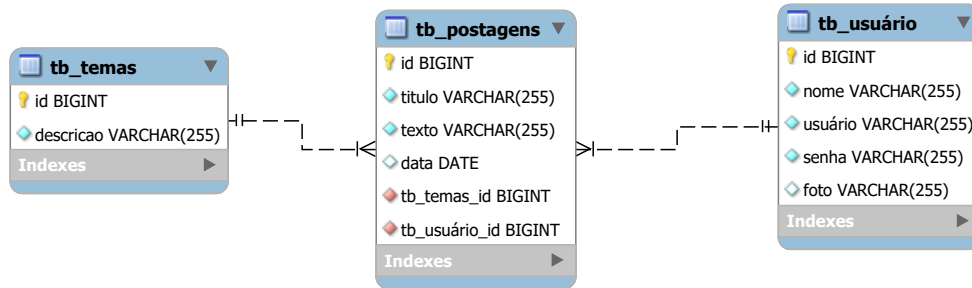 tb_temas
id BIGINT
descricao VARCHAR(255)
Indexes
tb_postagens
id BIGINT
titulo VARCHAR(255)
texto VARCHAR(255)
data DATE
tb_temas_id BIGINT
tb_usuário_id BIGINT
Indexes
tb_usuário
id BIGINT
nome VARCHAR(255)
usuário VARCHAR(255)
senha VARCHAR(255)
foto VARCHAR(255)
Indexes